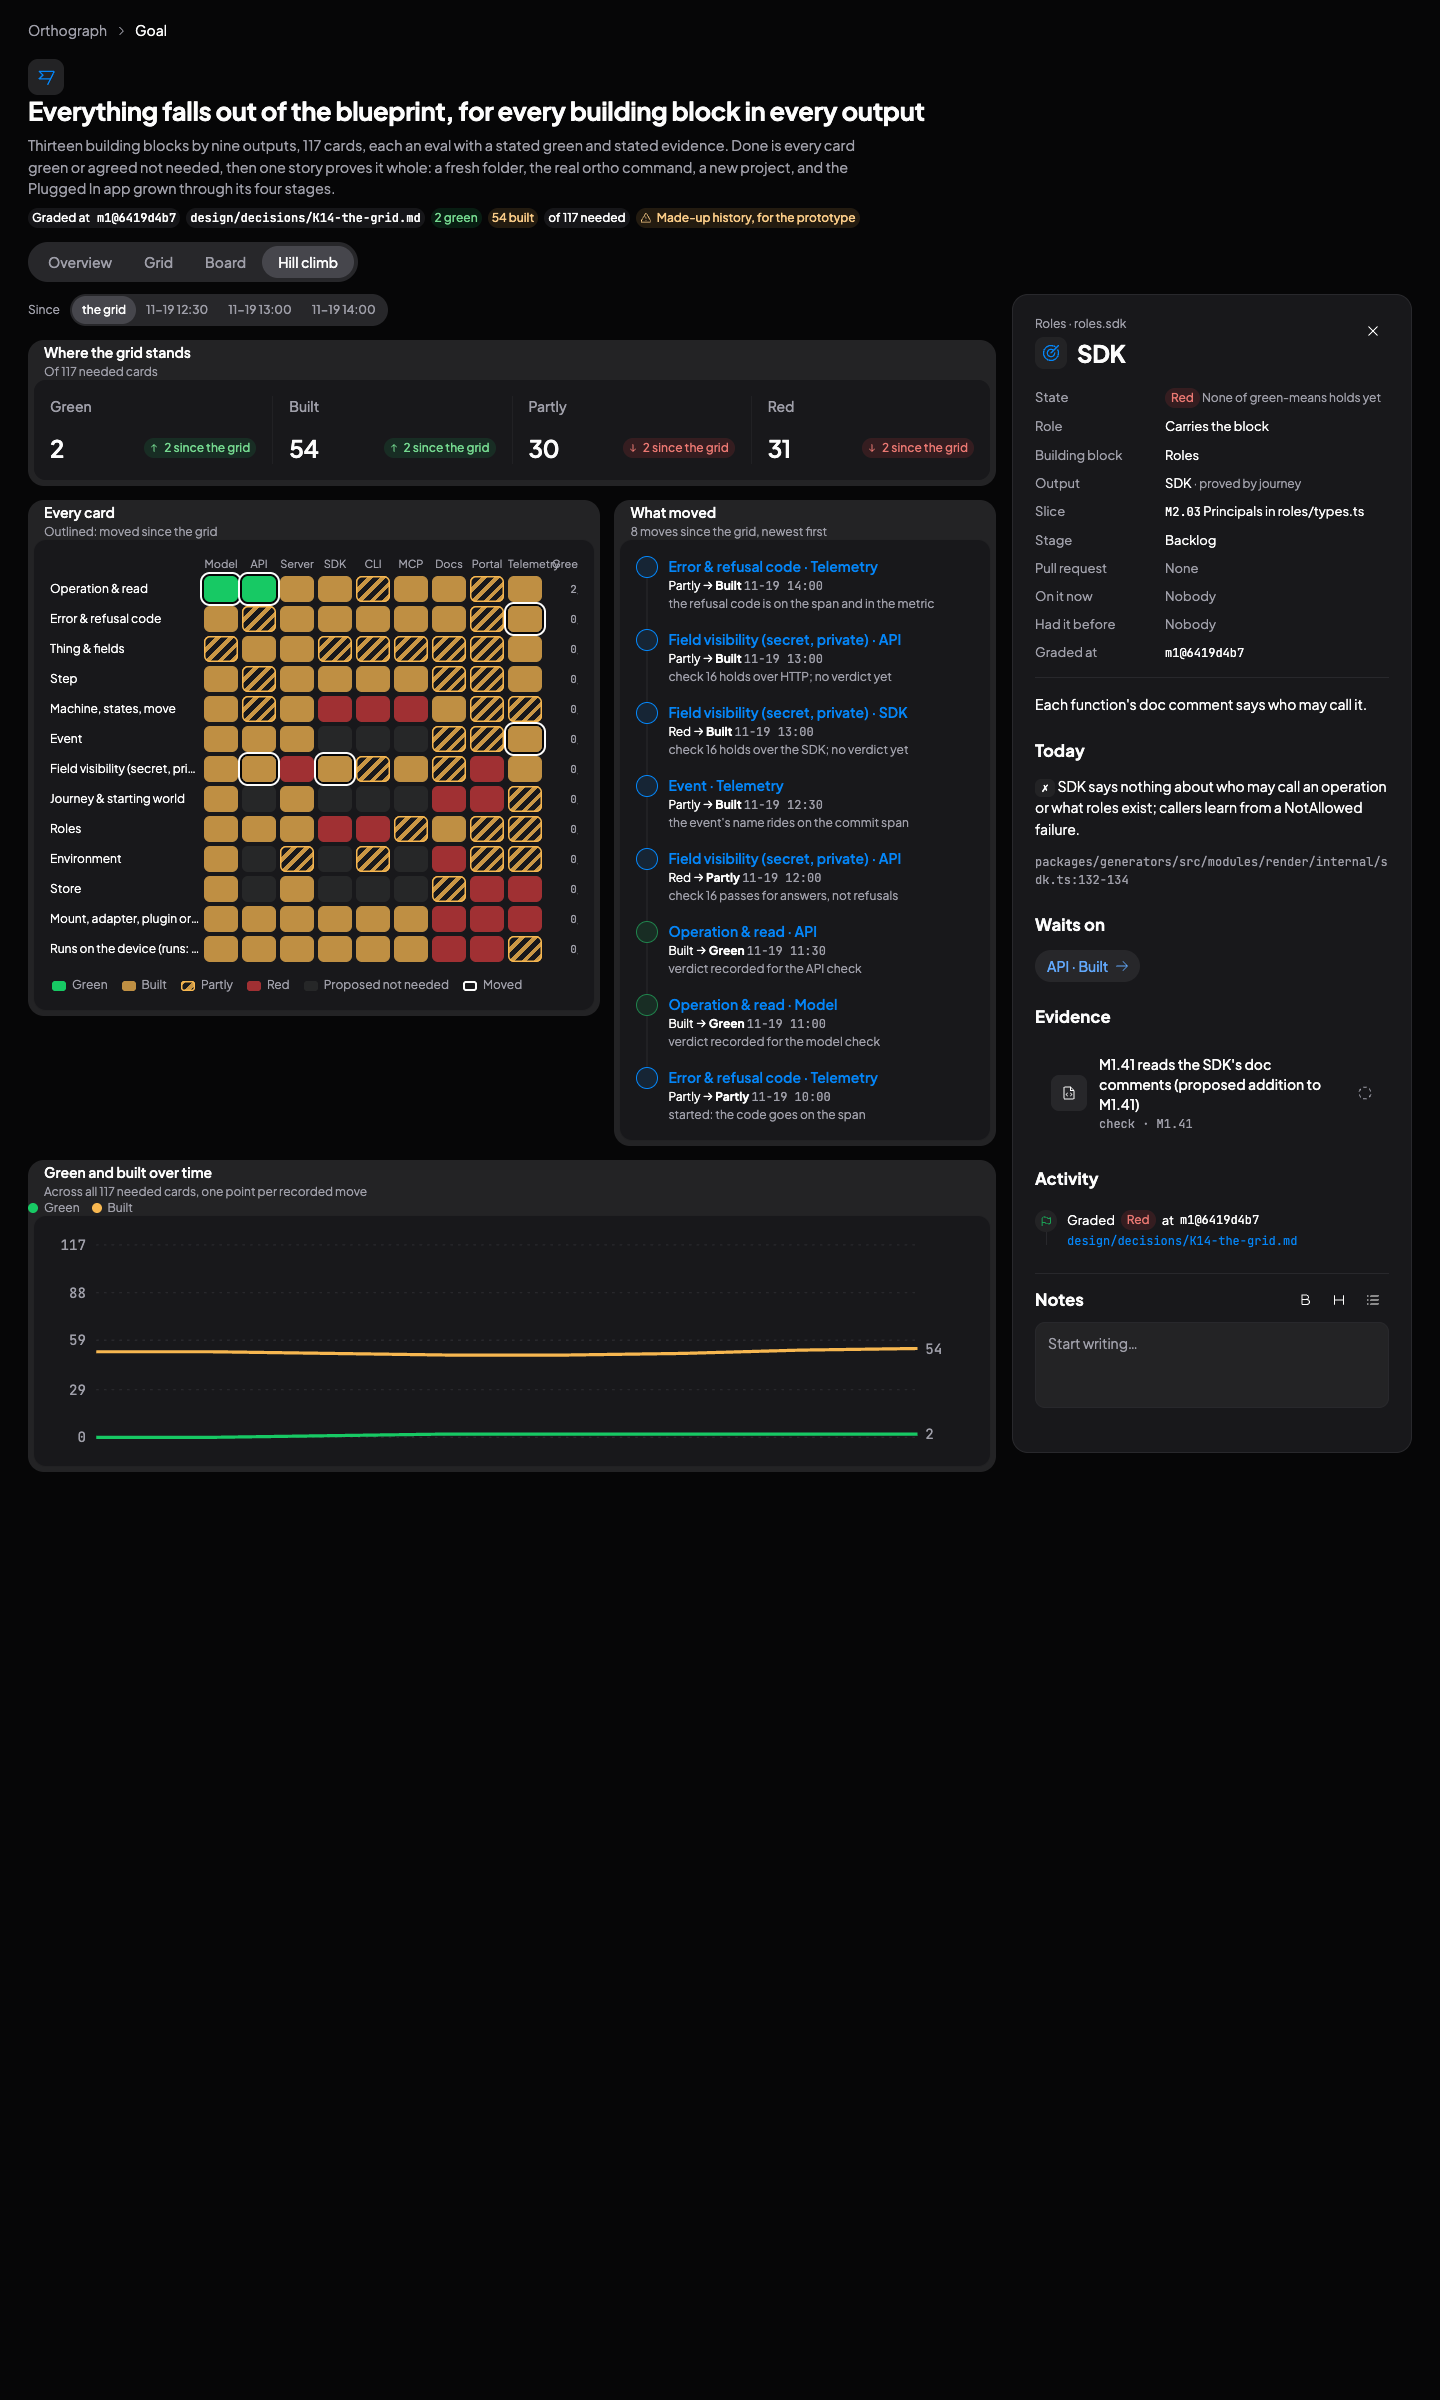 Orthograph > Goal
Everything falls out of the blueprint, for every building block in every output
Thirteen building blocks by nine outputs, 117 cards, each an eval with a stated green and stated evidence. Done is every card
green or agreed not needed, then one story proves it whole: a fresh folder, the real ortho command, a new project, and the
Plugged In app grown through its four stages.
Graded at m1@6419d4b7 design/decisions/K14-the-grid.md 2 green 54 built of 117 needed Made-up history, for the prototype
Overview Grid Board Hill climb
Since the grid 11-19 12:30 11-19 13:00 11-19 14:00
Where the grid stands
Of 117 needed cards
Green Built Partly Red
2 ↑ 2 since the grid 54 ↑ 2 since the grid 30 ↓ 2 since the grid 31 ↓ 2 since the grid
Every card
Outlined: moved since the grid
Model API Server SDK CLI MCP Docs Portal Telemetry Gree
Operation & read 2
Error & refusal code 0
Thing & fields 0
Step 0
Machine, states, move 0
Event 0
Field visibility (secret, pri... 0
Journey & starting world 0
Roles 0
Environment 0
Store 0
Mount, adapter, plugin or... 0
Runs on the device (runs: ... 0
Green Built Partly Red Proposed not needed Moved
What moved
8 moves since the grid, newest first
Error & refusal code · Telemetry
Partly → Built 11-19 14:00
the refusal code is on the span and in the metric
Field visibility (secret, private) · API
Partly → Built 11-19 13:00
check 16 holds over HTTP; no verdict yet
Field visibility (secret, private) · SDK
Red → Built 11-19 13:00
check 16 holds over the SDK; no verdict yet
Event · Telemetry
Partly → Built 11-19 12:30
the event's name rides on the commit span
Field visibility (secret, private) · API
Red → Partly 11-19 12:00
check 16 passes for answers, not refusals
Operation & read · API
Built → Green 11-19 11:30
verdict recorded for the API check
Operation & read · Model
Built → Green 11-19 11:00
verdict recorded for the model check
Error & refusal code · Telemetry
Partly → Partly 11-19 10:00
started: the code goes on the span
Green and built over time
Across all 117 needed cards, one point per recorded move
Green Built
117
88
59
54
29
0
2
Roles · roles.sdk
SDK
State Red None of green-means holds yet
Role Carries the block
Building block Roles
Output SDK · proved by journey
Slice M2.03 Principals in roles/types.ts
Stage Backlog
Pull request None
On it now Nobody
Had it before Nobody
Graded at m1@6419d4b7
Each function's doc comment says who may call it.
Today
✗ SDK says nothing about who may call an operation
or what roles exist; callers learn from a NotAllowed
failure.
packages/generators/src/modules/render/internal/s
dk.ts:132-134
Waits on
API · Built →
Evidence
M1.41 reads the SDK's doc
comments (proposed addition to
M1.41)
check · M1.41
Activity
Graded Red at m1@6419d4b7
design/decisions/K14-the-grid.md
Notes B H
Start writing...